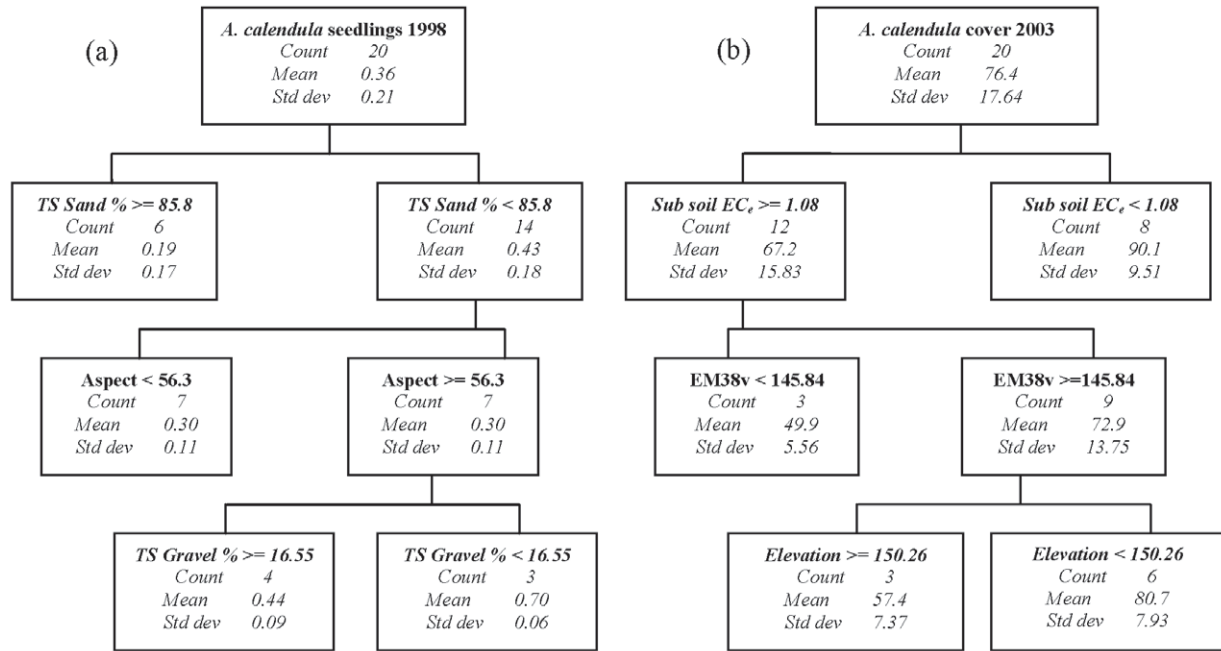 (a)
A. calendula seedlings 1998
Count 20
Mean 0.36
Std dev 0.21
TS Sand % >= 85.8
Count 6
Mean 0.19
Std dev 0.17
TS Sand % < 85.8
Count 14
Mean 0.43
Std dev 0.18
Aspect < 56.3
Count 7
Mean 0.30
Std dev 0.11
Aspect >= 56.3
Count 7
Mean 0.30
Std dev 0.11
TS Gravel % >= 16.55
Count 4
Mean 0.44
Std dev 0.09
TS Gravel % < 16.55
Count 3
Mean 0.70
Std dev 0.06
(b)
A. calendula cover 2003
Count 20
Mean 76.4
Std dev 17.64
Sub soil ECe >= 1.08
Count 12
Mean 67.2
Std dev 15.83
Sub soil ECe < 1.08
Count 8
Mean 90.1
Std dev 9.51
EM38v < 145.84
Count 3
Mean 49.9
Std dev 5.56
EM38v >=145.84
Count 9
Mean 72.9
Std dev 13.75
Elevation >= 150.26
Count 3
Mean 57.4
Std dev 7.37
Elevation < 150.26
Count 6
Mean 80.7
Std dev 7.93